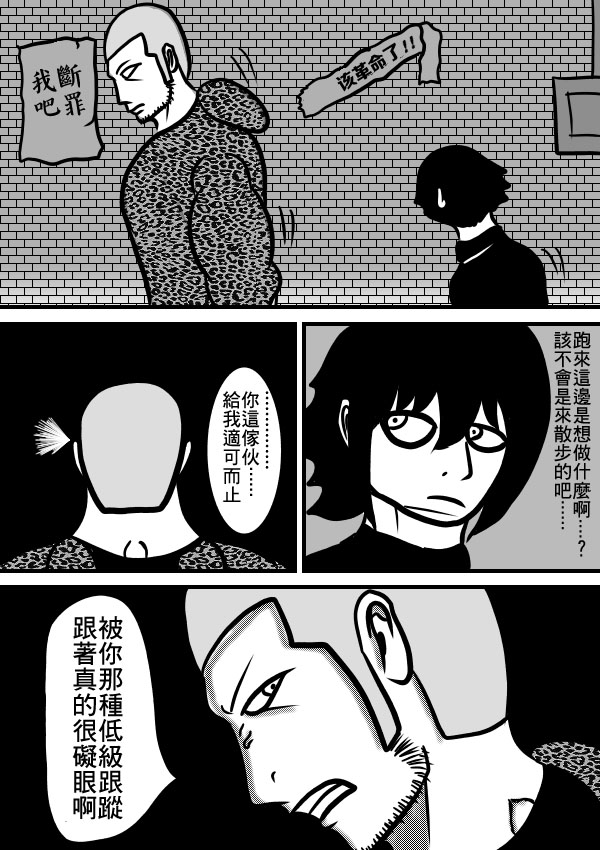 该革命了!!
斷罪
我吧
跑來這邊是想做什麼啊……?
該不會是來散步的吧……
………………
你這傢伙……
給我適可而止
被你那種低級跟蹤
跟著真的很礙眼啊